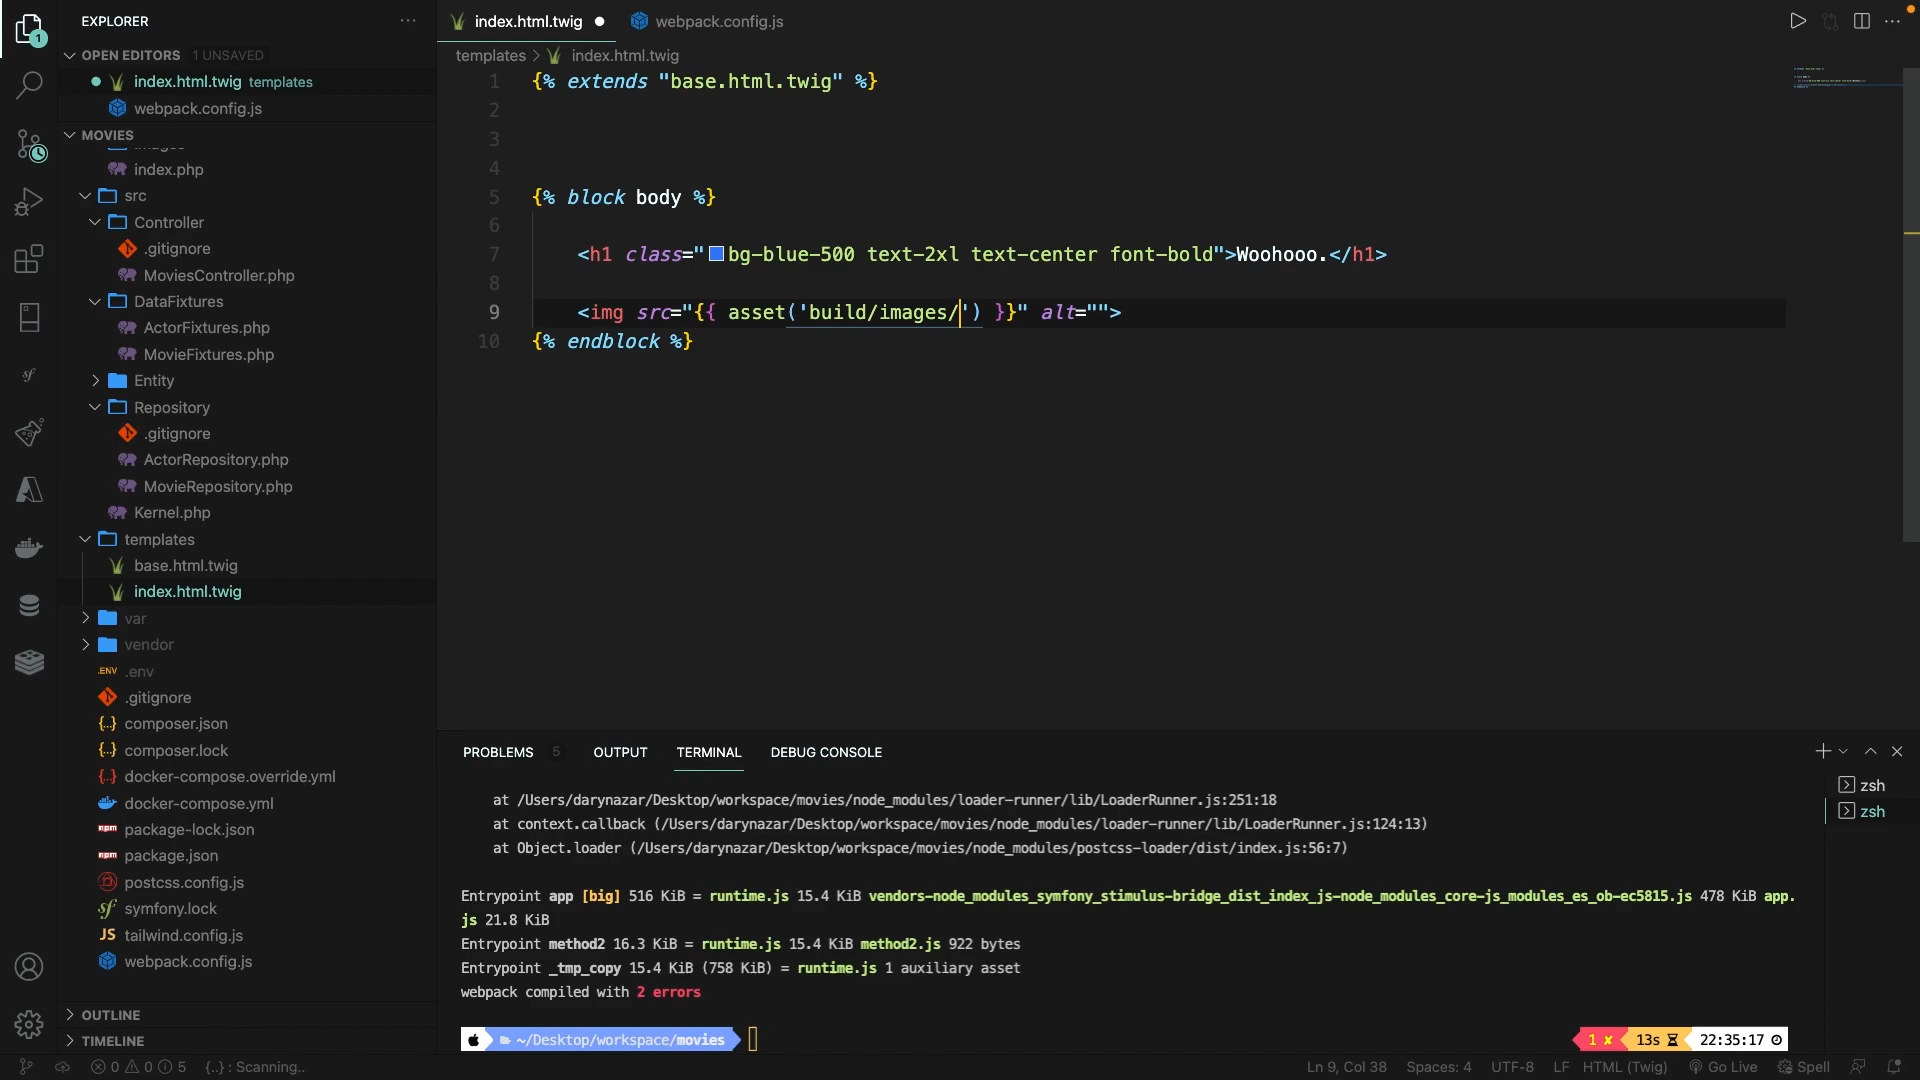 EXPLORER
OPEN EDITORS 1 UNSAVED
index.html.twig templates
webpack.config.js
MOVIES
images
index.php
src
Controller
.gitignore
MoviesController.php
DataFixtures
ActorFixtures.php
MovieFixtures.php
Entity
Repository
.gitignore
ActorRepository.php
MovieRepository.php
Kernel.php
templates
base.html.twig
index.html.twig
var
vendor
.ENV .env
.gitignore
composer.json
composer.lock
docker-compose.override.yml
docker-compose.yml
package-lock.json
package.json
postcss.config.js
symfony.lock
JS tailwind.config.js
webpack.config.js
OUTLINE
TIMELINE
index.html.twig webpack.config.js
templates > index.html.twig
1 {% extends "base.html.twig" %}
2
3
4
5 {% block body %}
6
7 <h1 class="bg-blue-500 text-2xl text-center font-bold">Woohooo.</h1>
8
9 <img src="{{ asset('build/images/') }}" alt="">
10 {% endblock %}
PROBLEMS 5 OUTPUT TERMINAL DEBUG CONSOLE
zsh
zsh
at /Users/darynazar/Desktop/workspace/movies/node_modules/loader-runner/lib/LoaderRunner.js:251:18
at context.callback (/Users/darynazar/Desktop/workspace/movies/node_modules/loader-runner/lib/LoaderRunner.js:124:13)
at Object.loader (/Users/darynazar/Desktop/workspace/movies/node_modules/postcss-loader/dist/index.js:56:7)
Entrypoint app [big] 516 KiB = runtime.js 15.4 KiB vendors-node_modules_symfony_stimulus-bridge_dist_index_js-node_modules_core-js_modules_es_ob-ec5815.js 478 KiB app.
js 21.8 KiB
Entrypoint method2 16.3 KiB = runtime.js 15.4 KiB method2.js 922 bytes
Entrypoint _tmp_copy 15.4 KiB (758 KiB) = runtime.js 1 auxiliary asset
webpack compiled with 2 errors
~/Desktop/workspace/movies 1 ✘ 13s 22:35:17
0 0 5 {..} : Scanning.. Ln 9, Col 38 Spaces: 4 UTF-8 LF HTML (Twig) Go Live Spell